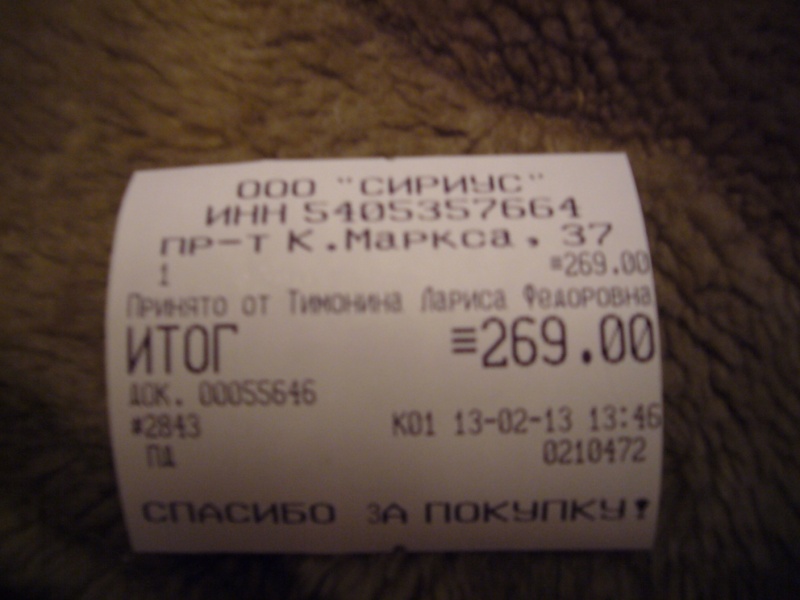 ООО "СИРИУС"
ИНН 5405357664
пр-т К.Маркса, 37
1 =269.00
Принято от Тимонина Лариса Федоровна
ИТОГ ≡269.00
ДОК. 00055646
#2843 К01 13-02-13 13:46
ПД 0210472
СПАСИБО ЗА ПОКУПКУ!